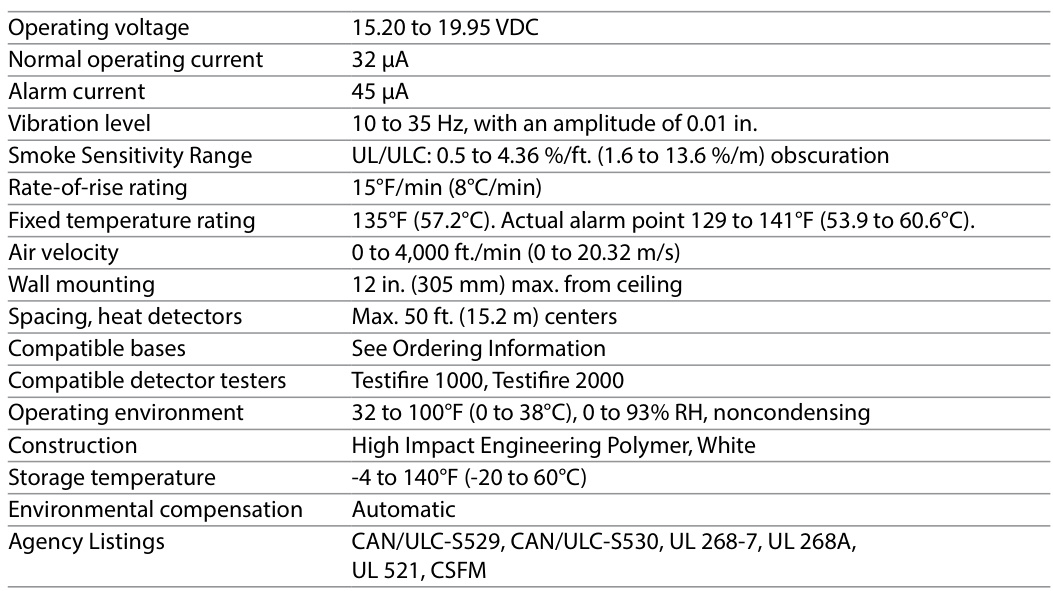 Operating voltage 15.20 to 19.95 VDC
Normal operating current 32 µA
Alarm current 45 µA
Vibration level 10 to 35 Hz, with an amplitude of 0.01 in.
Smoke Sensitivity Range UL/ULC: 0.5 to 4.36 %/ft. (1.6 to 13.6 %/m) obscuration
Rate-of-rise rating 15°F/min (8°C/min)
Fixed temperature rating 135°F (57.2°C). Actual alarm point 129 to 141°F (53.9 to 60.6°C).
Air velocity 0 to 4,000 ft./min (0 to 20.32 m/s)
Wall mounting 12 in. (305 mm) max. from ceiling
Spacing, heat detectors Max. 50 ft. (15.2 m) centers
Compatible bases See Ordering Information
Compatible detector testers Testifire 1000, Testifire 2000
Operating environment 32 to 100°F (0 to 38°C), 0 to 93% RH, noncondensing
Construction High Impact Engineering Polymer, White
Storage temperature -4 to 140°F (-20 to 60°C)
Environmental compensation Automatic
Agency Listings CAN/ULC-S529, CAN/ULC-S530, UL 268-7, UL 268A,
UL 521, CSFM